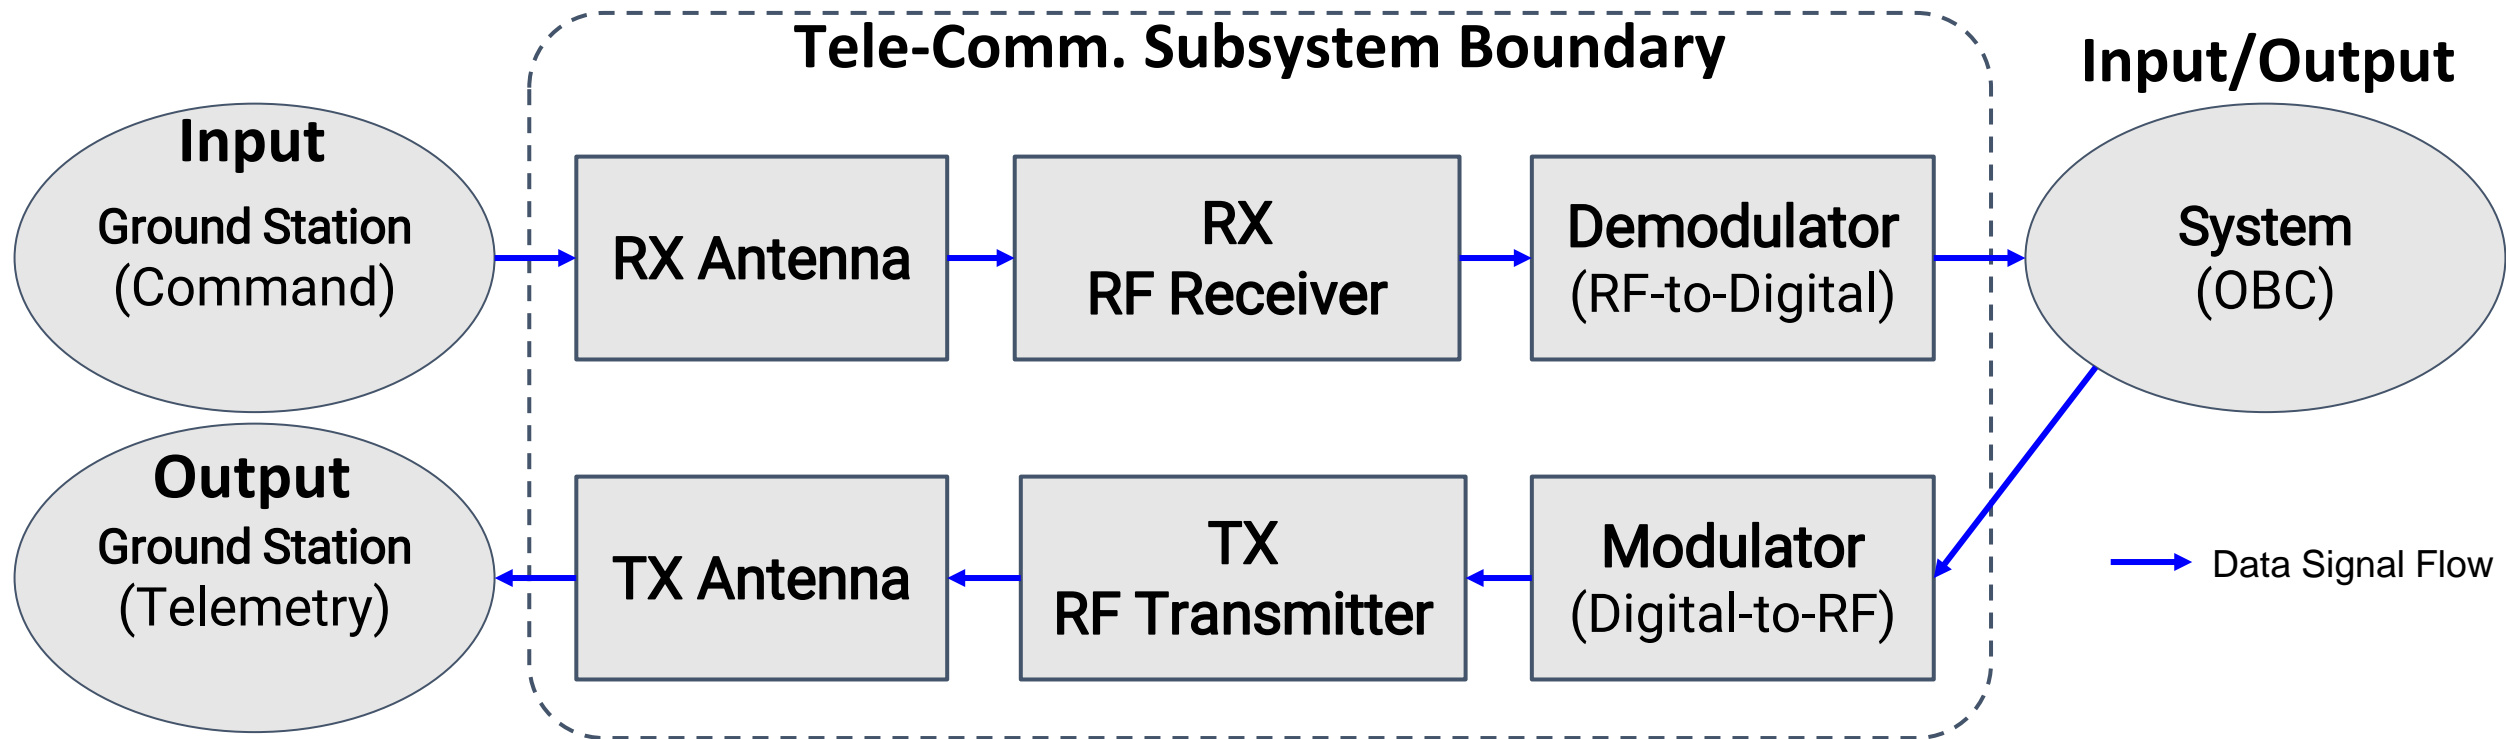 Tele-Comm. Subsystem Boundary
Input/Output
Input
Ground Station
(Command)
RX Antenna
RX
RF Receiver
Demodulator
(RF-to-Digital)
System
(OBC)
Output
Ground Station
(Telemetry)
TX Antenna
TX
RF Transmitter
Modulator
(Digital-to-RF)
Data Signal Flow